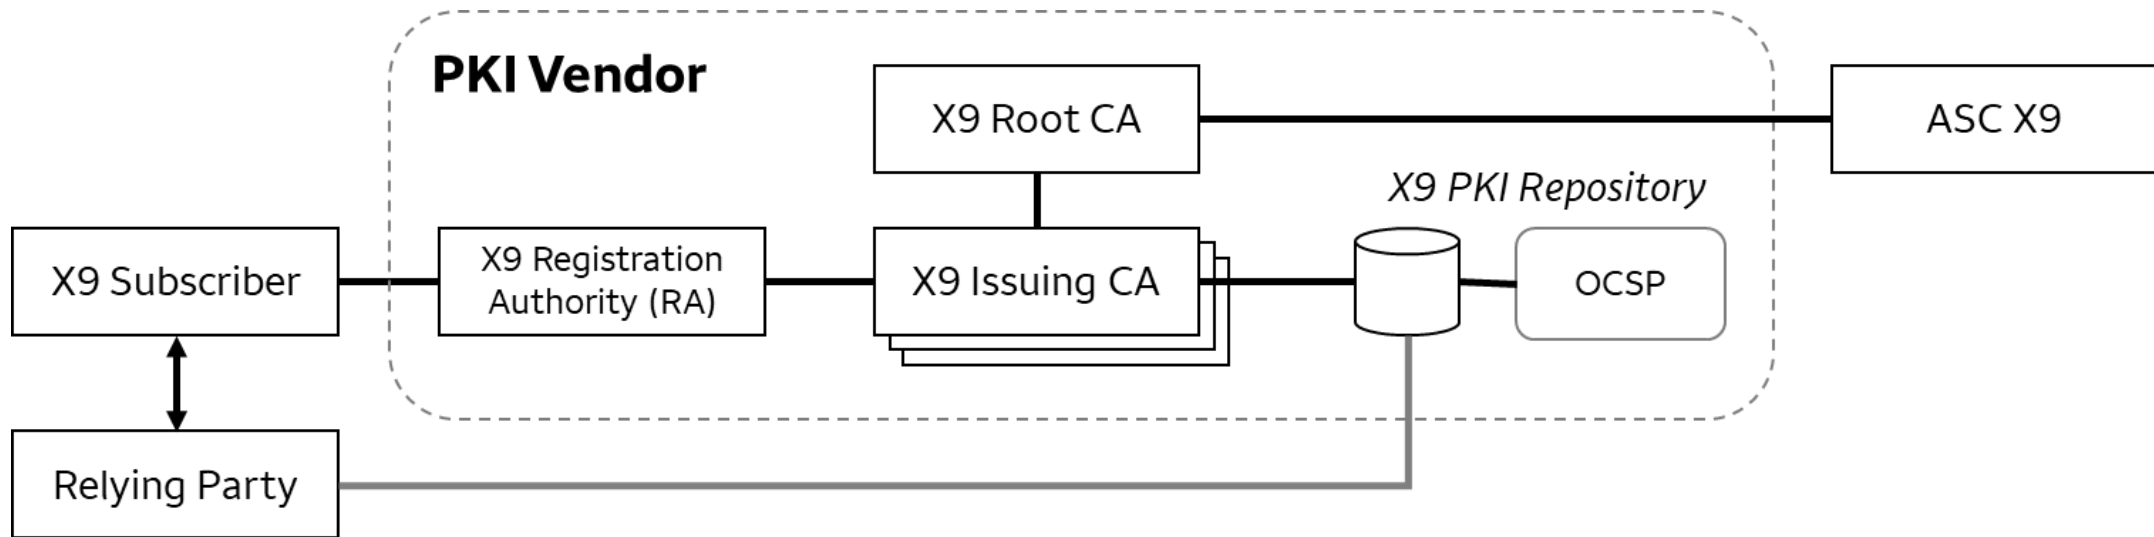 PKI Vendor
X9 Root CA
ASC X9
X9 PKI Repository
X9 Subscriber
X9 Registration
Authority (RA)
X9 Issuing CA
OCSP
Relying Party